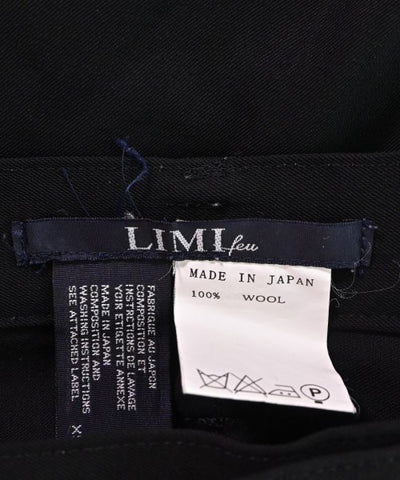 LIMI feu
MADE IN JAPAN
100% WOOL
P
FABRIQUE AU JAPON
COMPOSITION ET
INSTRUCTIONS DE LAVAGE
VOIR ETIQUETTE ANNEXE
MADE IN JAPAN
COMPOSITION AND
WASHING INSTRUCTIONS
SEE ATTACHED LABEL